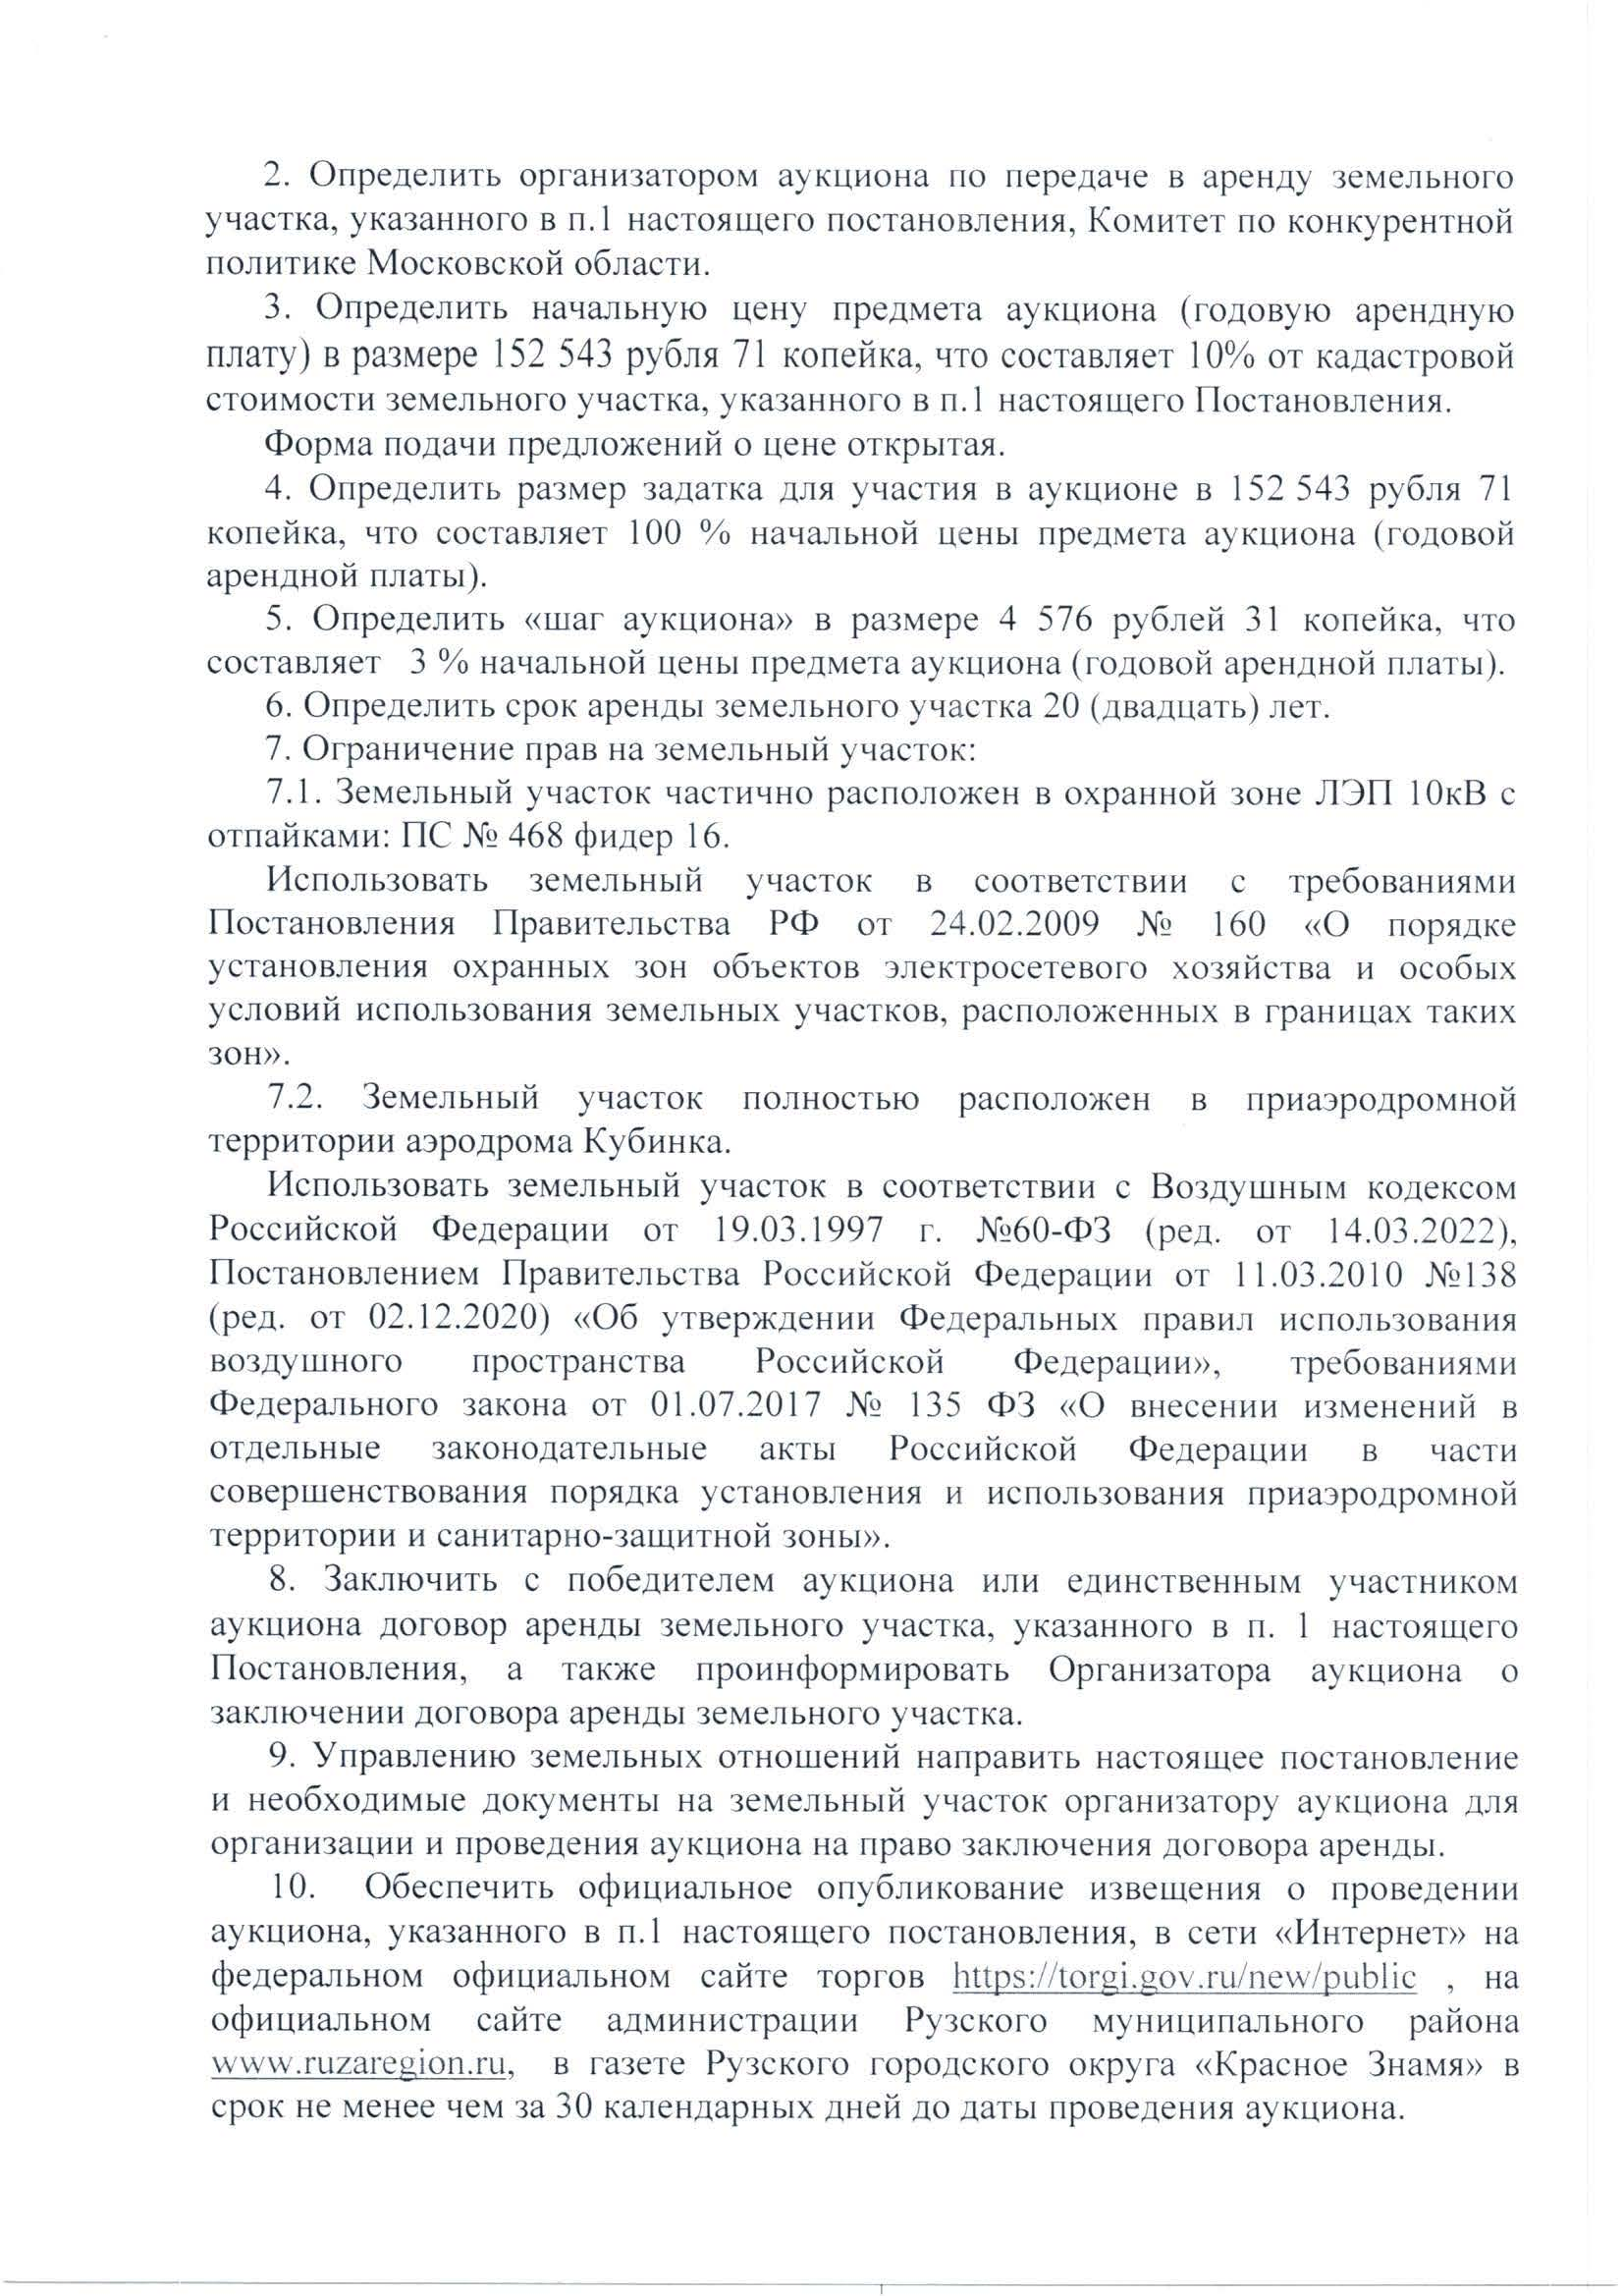 2. Определить организатором аукциона по передаче в аренду земельного
участка, указанного в п.1 настоящего постановления, Комитет по конкурентной
политике Московской области.
3. Определить начальную цену предмета аукциона (годовую арендную
плату) в размере 152 543 рубля 71 копейка, что составляет 10% от кадастровой
стоимости земельного участка, указанного в п.1 настоящего Постановления.
Форма подачи предложений о цене открытая.
4. Определить размер задатка для участия в аукционе в 152 543 рубля 71
копейка, что составляет 100 % начальной цены предмета аукциона (годовой
арендной платы).
5. Определить «шаг аукциона» в размере 4 576 рублей 31 копейка, что
составляет 3 % начальной цены предмета аукциона (годовой арендной платы).
6. Определить срок аренды земельного участка 20 (двадцать) лет.
7. Ограничение прав на земельный участок:
7.1. Земельный участок частично расположен в охранной зоне ЛЭП 10кВ с
отпайками: ПС № 468 фидер 16.
Использовать земельный участок в соответствии с требованиями
Постановления Правительства РФ от 24.02.2009 № 160 «О порядке
установления охранных зон объектов электросетевого хозяйства и особых
условий использования земельных участков, расположенных в границах таких
зон».
7.2. Земельный участок полностью расположен в приаэродромной
территории аэродрома Кубинка.
Использовать земельный участок в соответствии с Воздушным кодексом
Российской Федерации от 19.03.1997 г. №60-ФЗ (ред. от 14.03.2022),
Постановлением Правительства Российской Федерации от 11.03.2010 №138
(ред. от 02.12.2020) «Об утверждении Федеральных правил использования
воздушного пространства Российской Федерации», требованиями
Федерального закона от 01.07.2017 № 135 ФЗ «О внесении изменений в
отдельные законодательные акты Российской Федерации в части
совершенствования порядка установления и использования приаэродромной
территории и санитарно-защитной зоны».
8. Заключить с победителем аукциона или единственным участником
аукциона договор аренды земельного участка, указанного в п. 1 настоящего
Постановления, а также проинформировать Организатора аукциона о
заключении договора аренды земельного участка.
9. Управлению земельных отношений направить настоящее постановление
и необходимые документы на земельный участок организатору аукциона для
организации и проведения аукциона на право заключения договора аренды.
10. Обеспечить официальное опубликование извещения о проведении
аукциона, указанного в п.1 настоящего постановления, в сети «Интернет» на
федеральном официальном сайте торгов https://torgi.gov.ru/new/public , на
официальном сайте администрации Рузского муниципального района
www.ruzaregion.ru, в газете Рузского городского округа «Красное Знамя» в
срок не менее чем за 30 календарных дней до даты проведения аукциона.